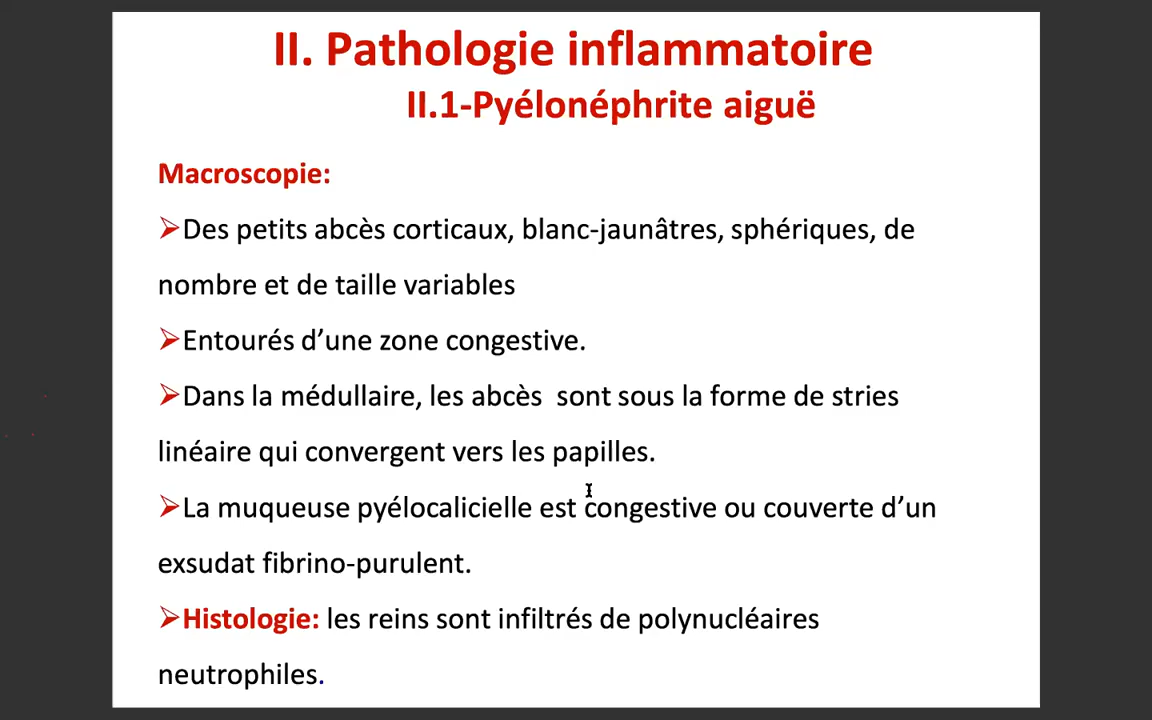 II. Pathologie inflammatoire
II.1-Pyélonéphrite aiguë
Macroscopie:
➢Des petits abcès corticaux, blanc-jaunâtres, sphériques, de
nombre et de taille variables
➢Entourés d’une zone congestive.
➢Dans la médullaire, les abcès sont sous la forme de stries
linéaire qui convergent vers les papilles.
➢La muqueuse pyélocalicielle est congestive ou couverte d’un
exsudat fibrino-purulent.
➢Histologie: les reins sont infiltrés de polynucléaires
neutrophiles.